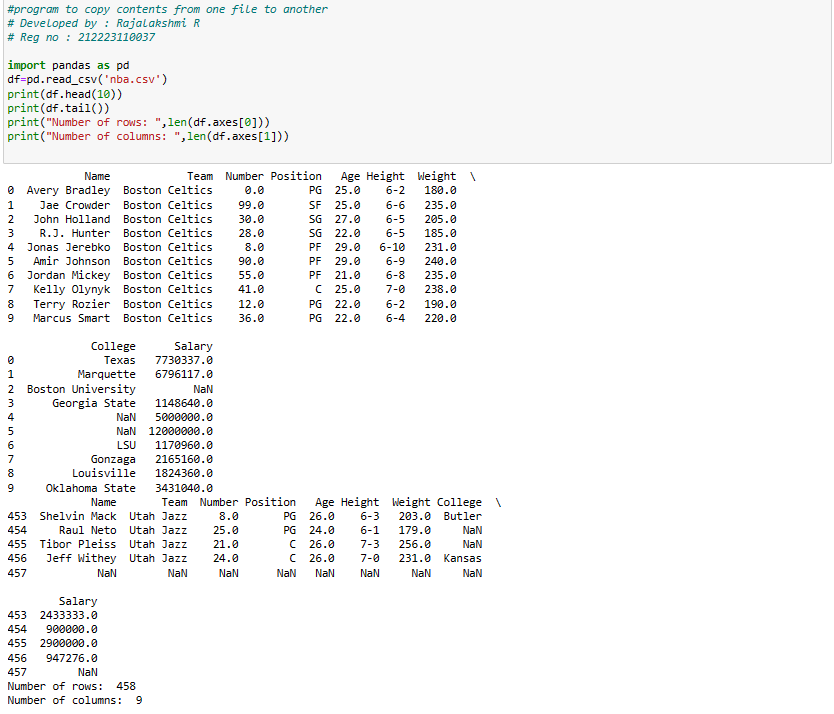 #program to copy contents from one file to another
# Developed by : Rajalakshmi R
# Reg no : 212223110037
import pandas as pd
df=pd.read_csv('nba.csv')
print(df.head(10))
print(df.tail())
print("Number of rows: ",len(df.axes[0]))
print("Number of columns: ",len(df.axes[1]))
Name Team Number Position Age Height Weight \
0 Avery Bradley Boston Celtics 0.0 PG 25.0 6-2 180.0
1 Jae Crowder Boston Celtics 99.0 SF 25.0 6-6 235.0
2 John Holland Boston Celtics 30.0 SG 27.0 6-5 205.0
3 R.J. Hunter Boston Celtics 28.0 SG 22.0 6-5 185.0
4 Jonas Jerebko Boston Celtics 8.0 PF 29.0 6-10 231.0
5 Amir Johnson Boston Celtics 90.0 PF 29.0 6-9 240.0
6 Jordan Mickey Boston Celtics 55.0 PF 21.0 6-8 235.0
7 Kelly Olynyk Boston Celtics 41.0 C 25.0 7-0 238.0
8 Terry Rozier Boston Celtics 12.0 PG 22.0 6-2 190.0
9 Marcus Smart Boston Celtics 36.0 PG 22.0 6-4 220.0
College Salary
0 Texas 7730337.0
1 Marquette 6796117.0
2 Boston University NaN
3 Georgia State 1148640.0
4 NaN 5000000.0
5 NaN 12000000.0
6 LSU 1170960.0
7 Gonzaga 2165160.0
8 Louisville 1824360.0
9 Oklahoma State 3431040.0
Name Team Number Position Age Height Weight College \
453 Shelvin Mack Utah Jazz 8.0 PG 26.0 6-3 203.0 Butler
454 Raul Neto Utah Jazz 25.0 PG 24.0 6-1 179.0 NaN
455 Tibor Pleiss Utah Jazz 21.0 C 26.0 7-3 256.0 NaN
456 Jeff Withey Utah Jazz 24.0 C 26.0 7-0 231.0 Kansas
457 NaN NaN NaN NaN NaN NaN NaN NaN
Salary
453 2433333.0
454 900000.0
455 2900000.0
456 947276.0
457 NaN
Number of rows: 458
Number of columns: 9